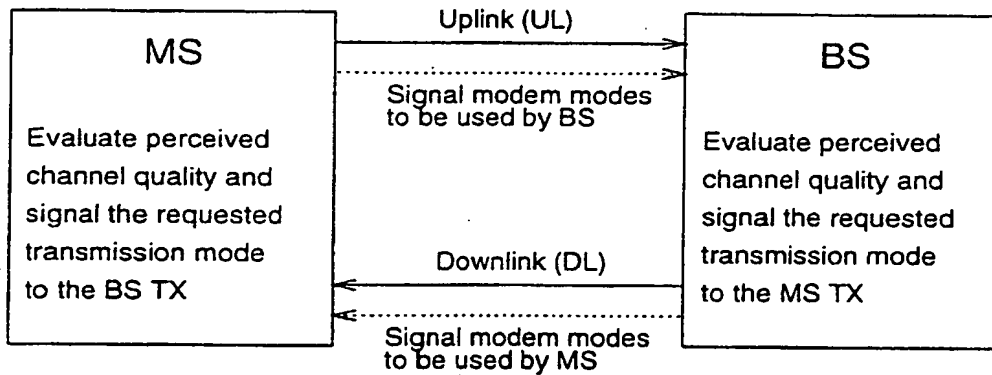 MS
Evaluate perceived
channel quality and
signal the requested
transmission mode
to the BS TX
Uplink (UL)
Signal modem modes
to be used by BS
Downlink (DL)
Signal modem modes
to be used by MS
BS
Evaluate perceived
channel quality and
signal the requested
transmission mode
to the MS TX